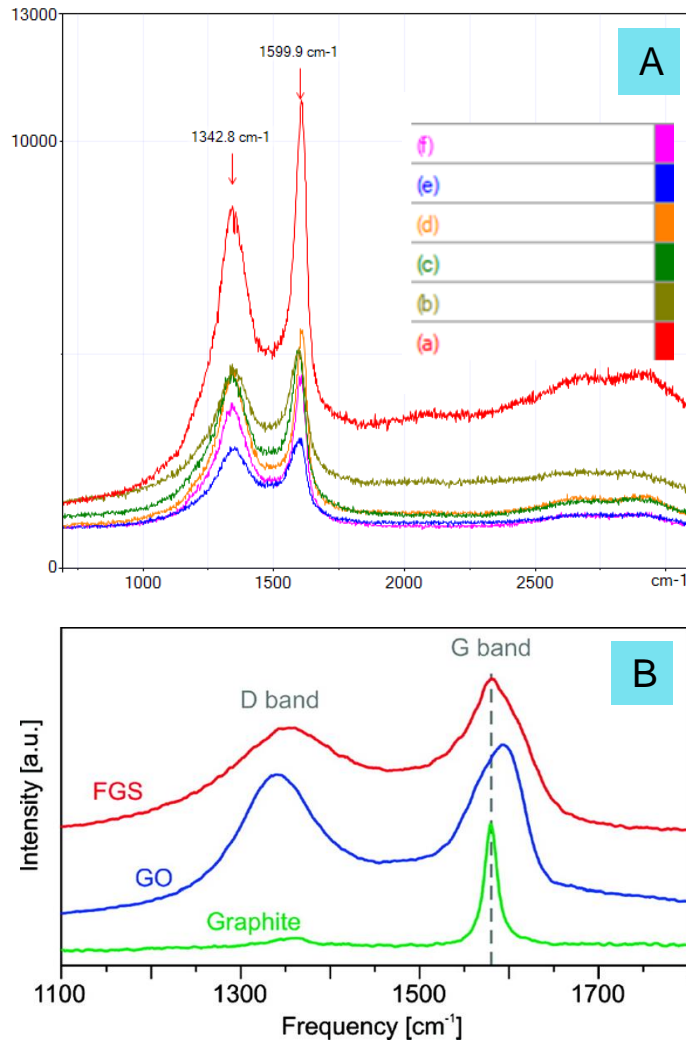 13000
A
1599.9 cm-1
10000
1342.8 cm-1
(f)
(e)
(d)
(c)
(b)
(a)
0
1000
1500
2000
2500
cm-1
B
G band
D band
FGS
GO
Graphite
Intensity [a.u.]
1100
1300
1500
1700
Frequency [cm⁻¹]